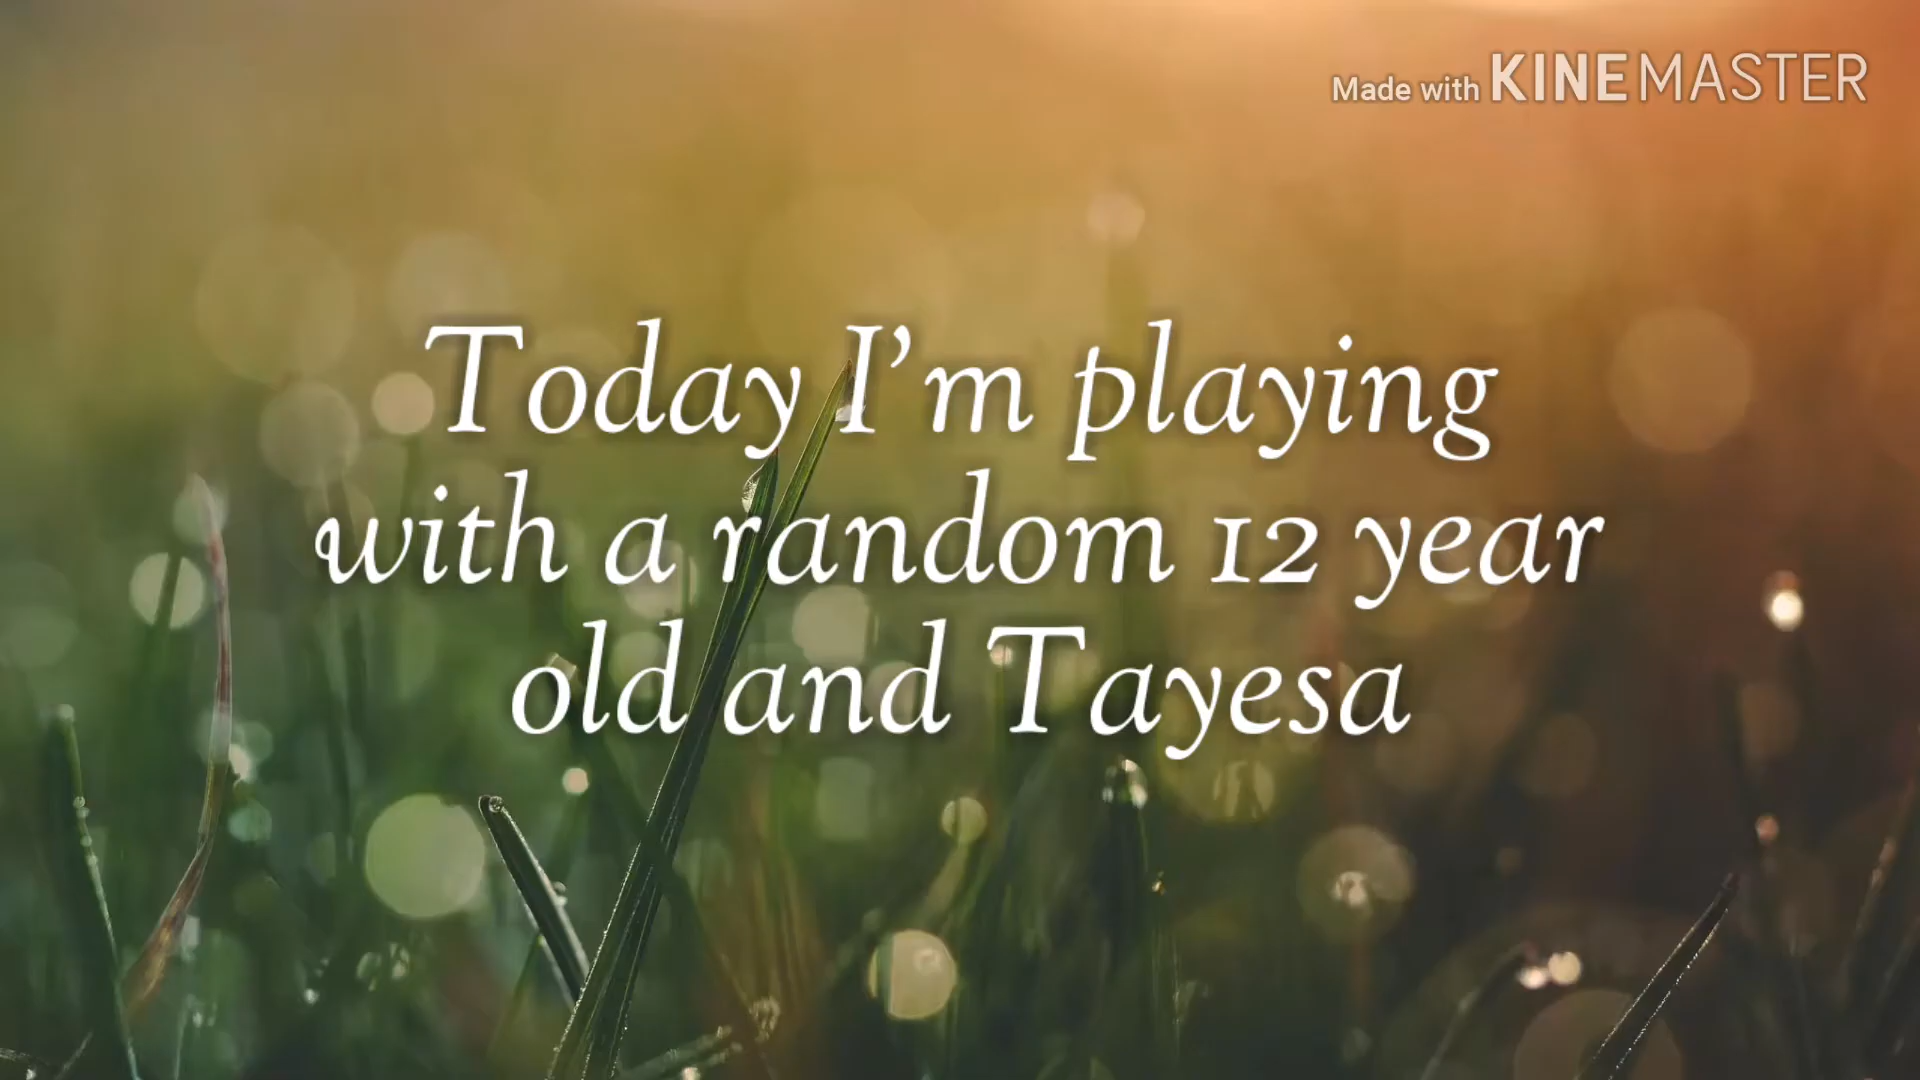 Made with KINEMASTER
Today I'm playing
with a random 12 year
old and Tayesa